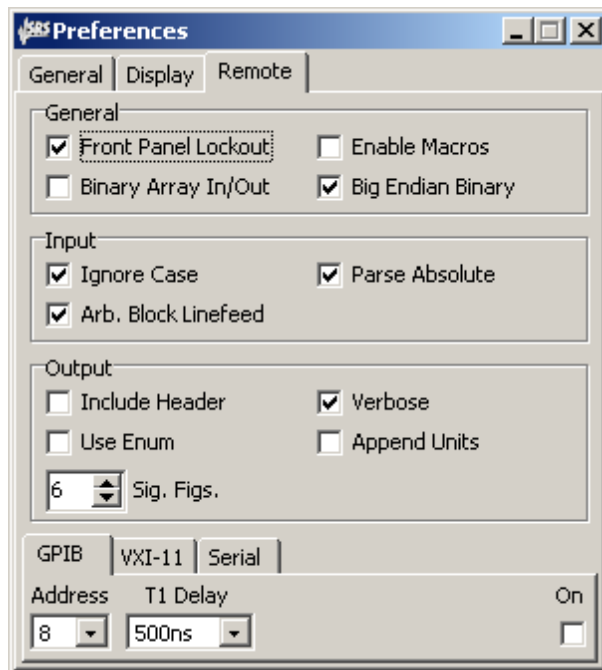 SRS Preferences
General Display Remote
General
Front Panel Lockout Enable Macros
Binary Array In/Out Big Endian Binary
Input
Ignore Case Parse Absolute
Arb. Block Linefeed
Output
Include Header Verbose
Use Enum Append Units
6 Sig. Figs.
GPIB VXI-11 Serial
Address T1 Delay On
8 500ns